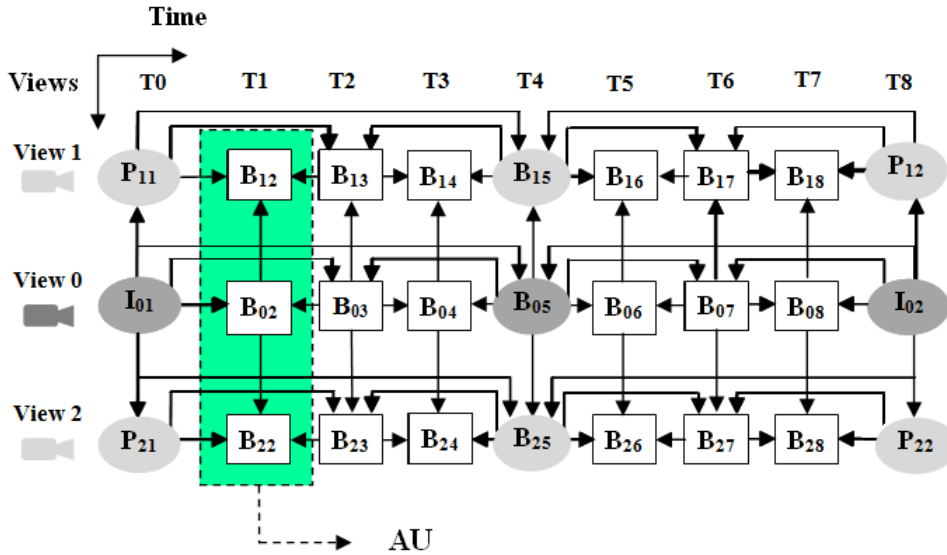 Time
Views T0 T1 T2 T3 T4 T5 T6 T7 T8
View 1 P11 B12 B13 B14 B15 B16 B17 B18 P12
View 0 I01 B02 B03 B04 B05 B06 B07 B08 I02
View 2 P21 B22 B23 B24 B25 B26 B27 B28 P22
AU